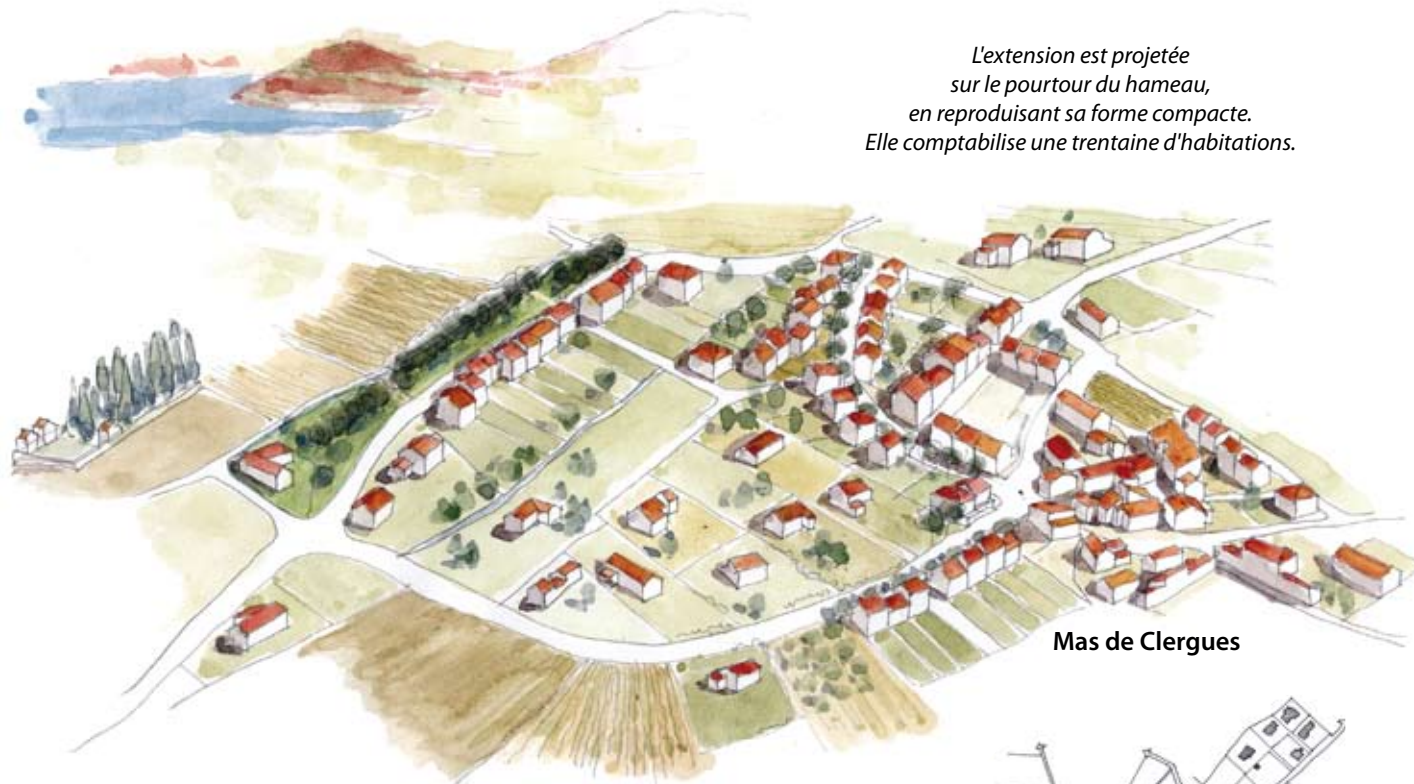 L'extension est projetée
sur le pourtour du hameau,
en reproduisant sa forme compacte.
Elle comptabilise une trentaine d'habitations.
Mas de Clergues